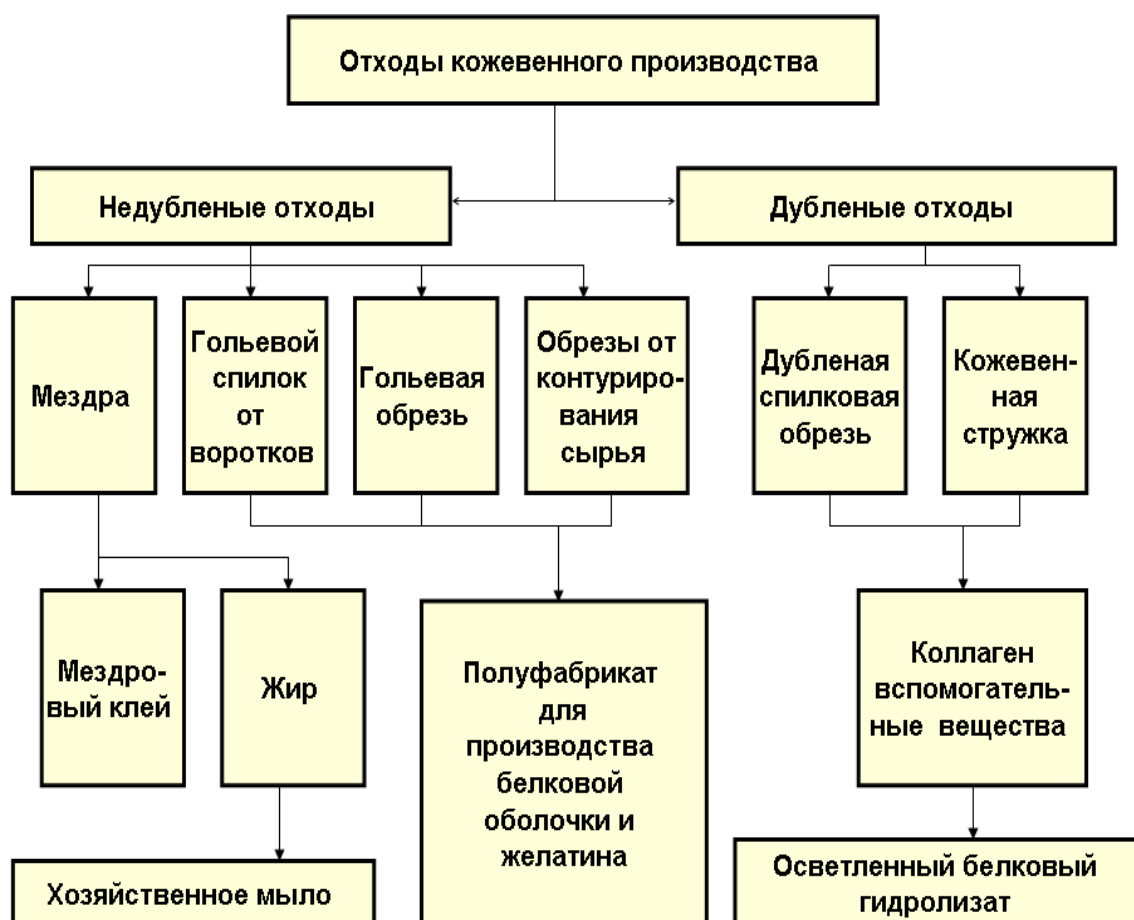 Отходы кожевенного производства
Недубленые отходы
Дубленые отходы
Мездра
Гольевой
спилок
от
воротков
Гольевая
обрезь
Обрезы от
контуриро-
вания
сырья
Дубленая
спилковая
обрезь
Кожевен-
ная
стружка
Мездро-
вый клей
Жир
Полуфабрикат
для
производства
белковой
оболочки и
желатина
Коллаген
вспомогатель-
ные вещества
Хозяйственное мыло
Осветленный белковый
гидролизат